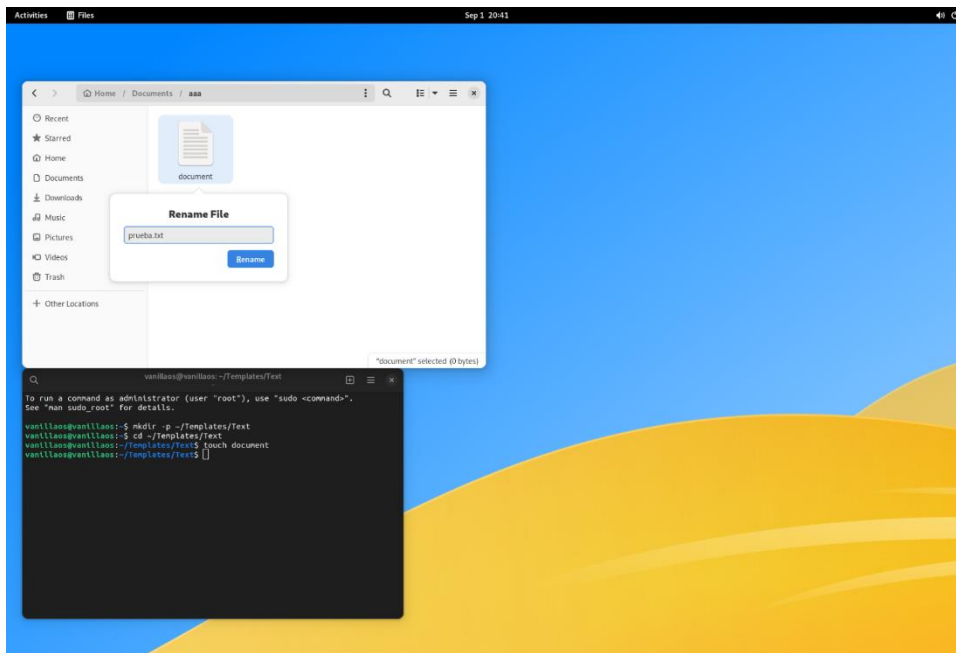 Activities Files Sep 1 20:41
Home / Documents / aaa
Recent
Starred
Home
Documents
Downloads
Music
Pictures
Videos
Trash
Other Locations
document
Rename File
prueba.txt
Rename
"document" selected (0 bytes)
vanillaos@vanillaos: ~/Templates/Text
To run a command as administrator (user "root"), use "sudo <command>".
See "man sudo_root" for details.
vanillaos@vanillaos:~$ mkdir -p ~/Templates/Text
vanillaos@vanillaos:~$ cd ~/Templates/Text
vanillaos@vanillaos:~/Templates/Text$ touch document
vanillaos@vanillaos:~/Templates/Text$